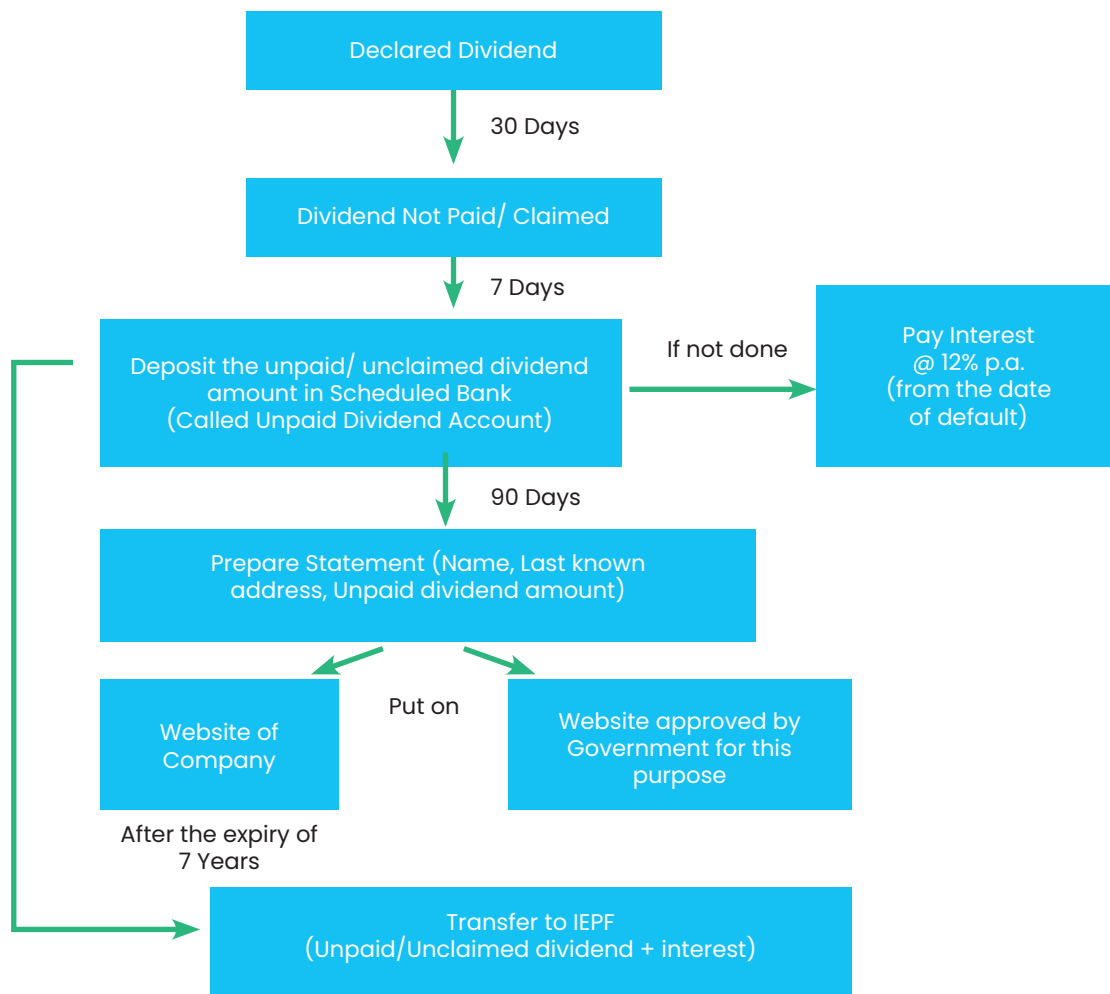 Declared Dividend
30 Days
Dividend Not Paid/ Claimed
7 Days
Deposit the unpaid/ unclaimed dividend
amount in Scheduled Bank
(Called Unpaid Dividend Account)
If not done
Pay Interest
@ 12% p.a.
(from the date
of default)
90 Days
Prepare Statement (Name, Last known
address, Unpaid dividend amount)
Put on
Website of
Company
Website approved by
Government for this
purpose
After the expiry of
7 Years
Transfer to IEPF
(Unpaid/Unclaimed dividend + interest)